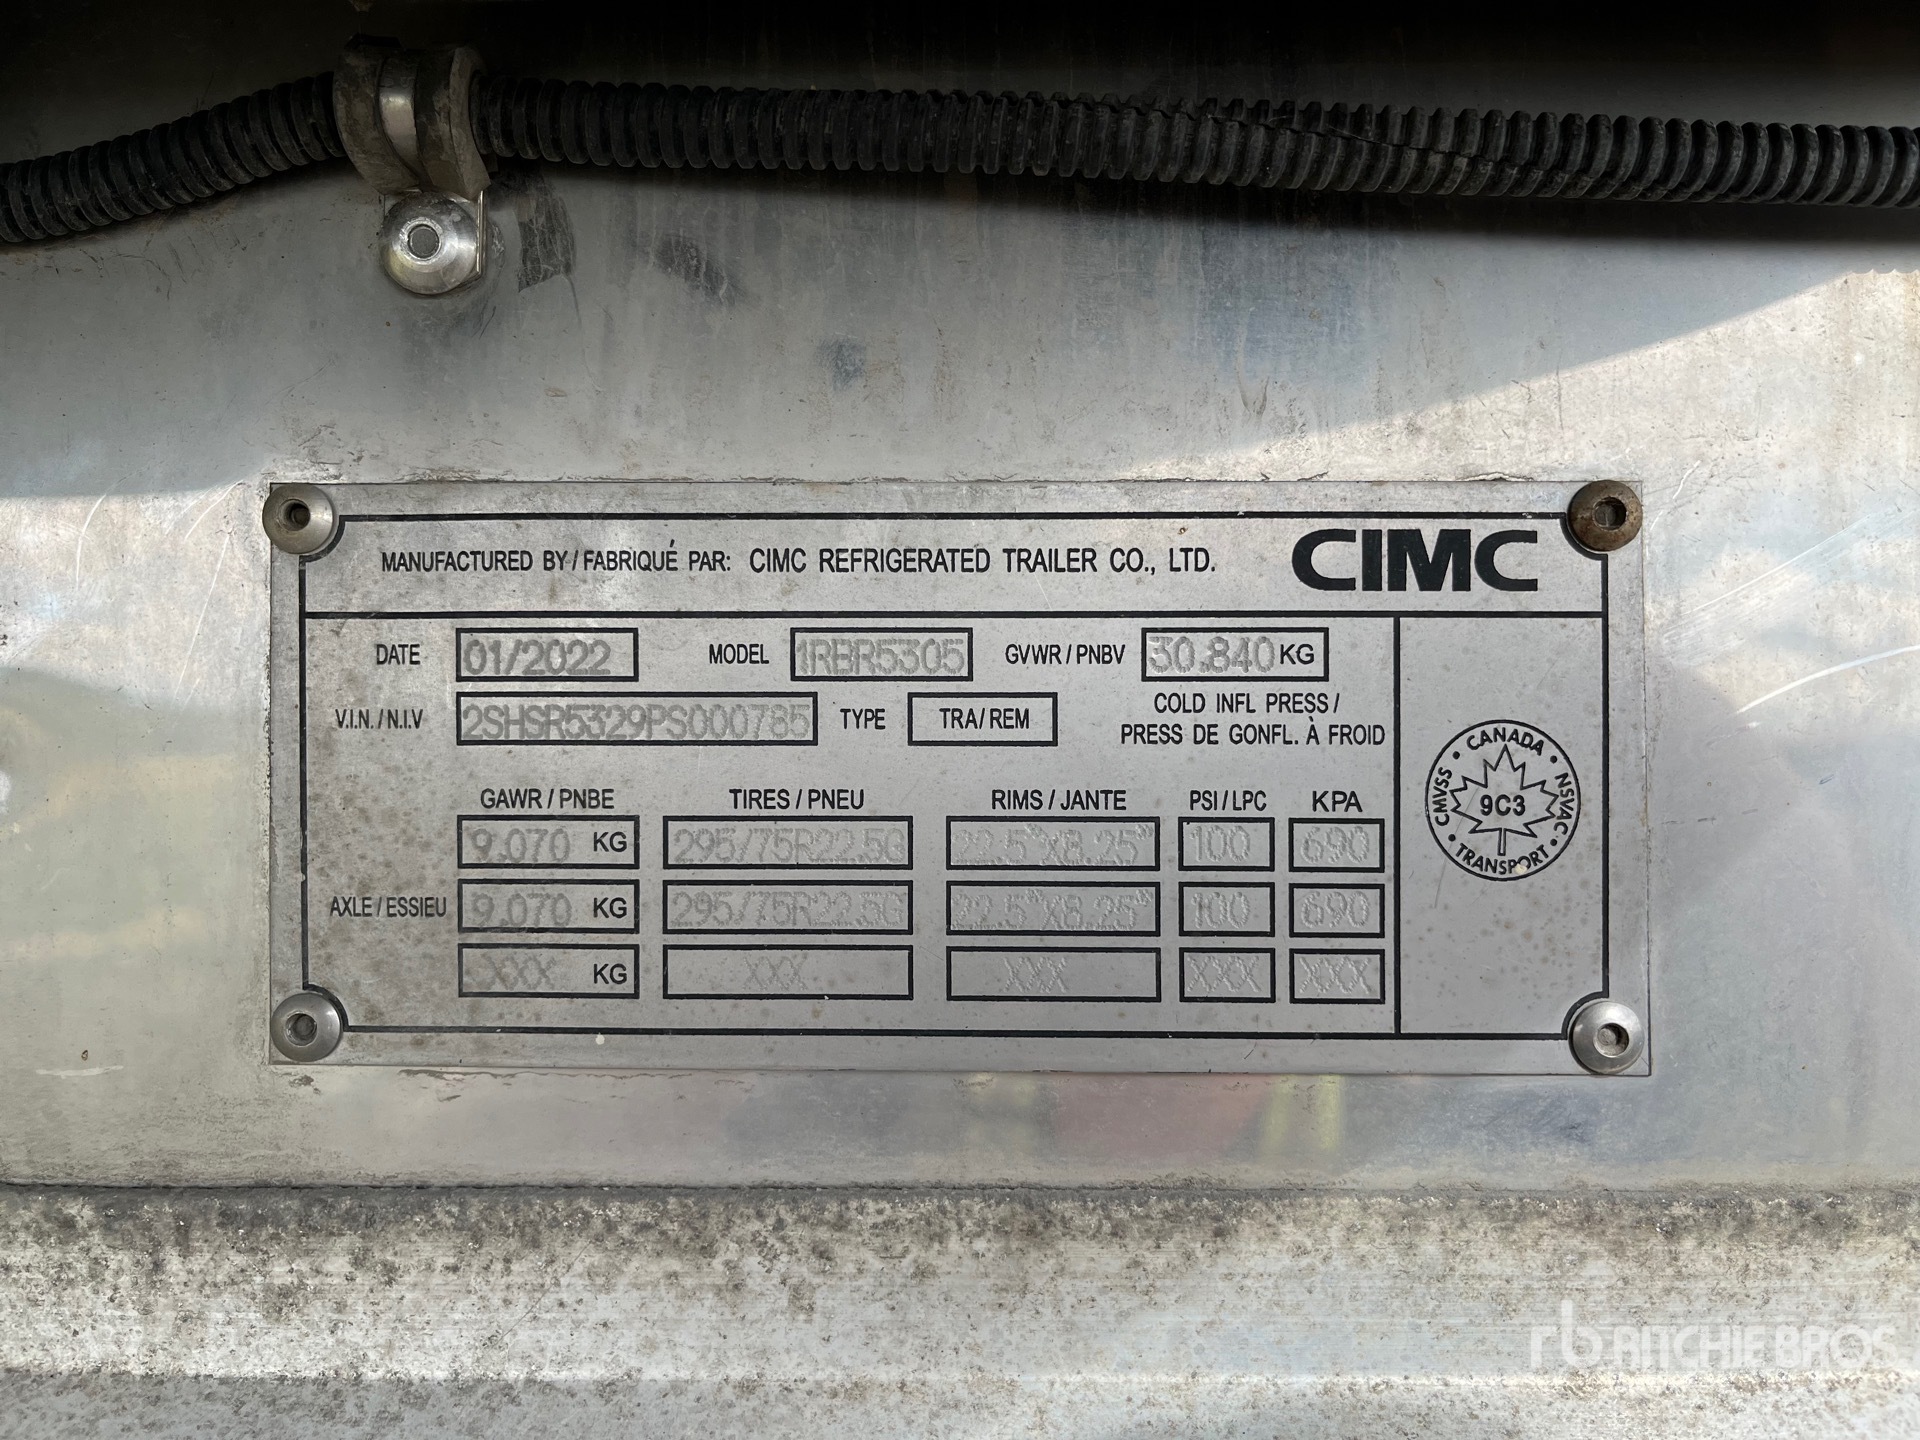 MANUFACTURED BY / FABRIQUÉ PAR: CIMC REFRIGERATED TRAILER CO., LTD. CIMC
DATE 01/2022 MODEL 1RBR5305 GVWR / PNBV 30.840 KG
V.I.N. / N.I.V 2SHSR5329PS000785 TYPE TRA/ REM COLD INFL PRESS /
PRESS DE GONFL. À FROID
GAWR / PNBE TIRES / PNEU RIMS / JANTE PSI / LPC KPA
9.070 KG 295/75R22.5G 22.5"X8.25" 100 690
AXLE / ESSIEU 9.070 KG 295/75R22.5G 22.5"X8.25" 100 690
XXX KG XXX XXX XXX XXX
CANADA
CMVSS 9C3 NSVAC
TRANSPORT
rb RITCHIE BROS